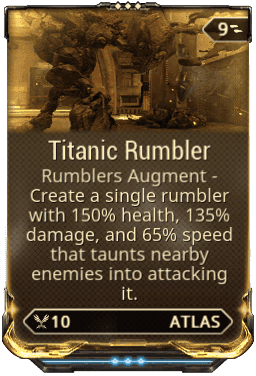 9
Titanic Rumbler
Rumblers Augment -
Create a single rumbler
with 150% health, 135%
damage, and 65% speed
that taunts nearby
enemies into attacking
it.
10 ATLAS